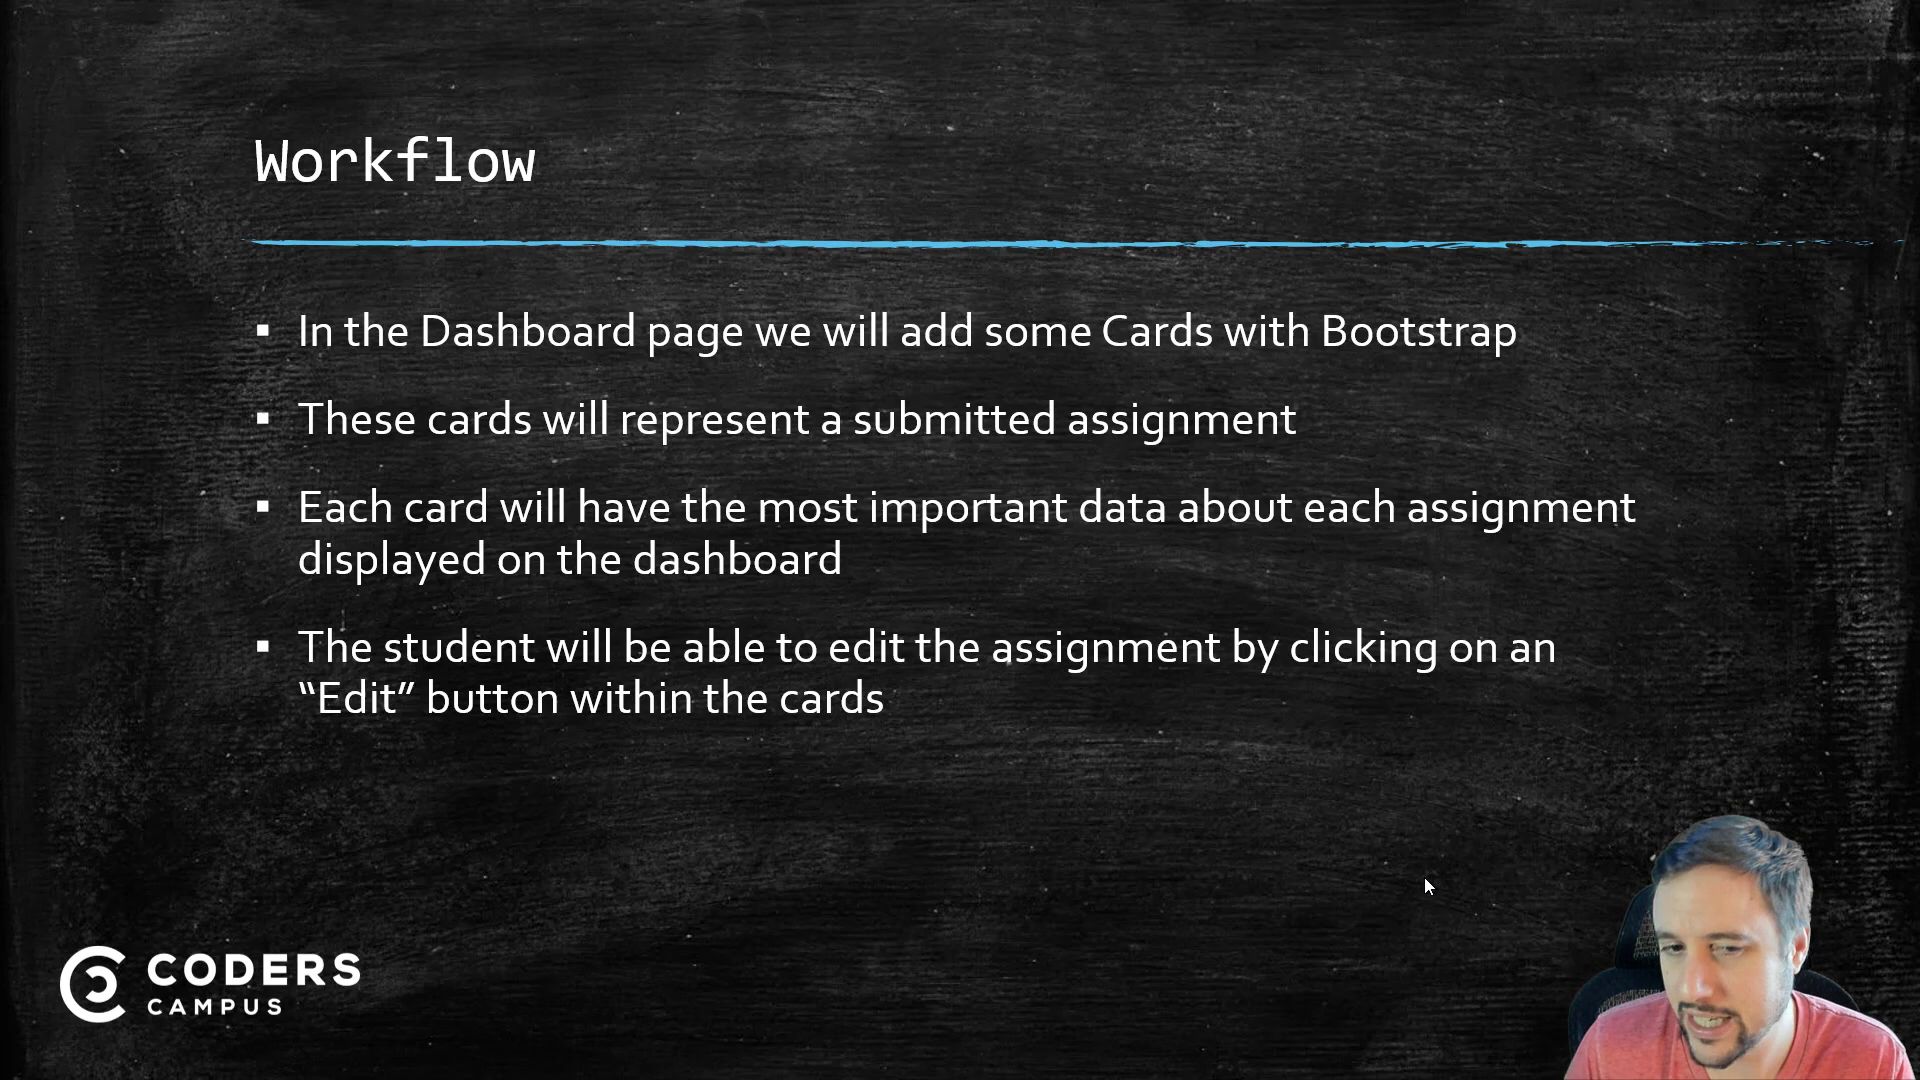 Workflow
▪ In the Dashboard page we will add some Cards with Bootstrap
▪ These cards will represent a submitted assignment
▪ Each card will have the most important data about each assignment
displayed on the dashboard
▪ The student will be able to edit the assignment by clicking on an
“Edit” button within the cards
CODERS
CAMPUS